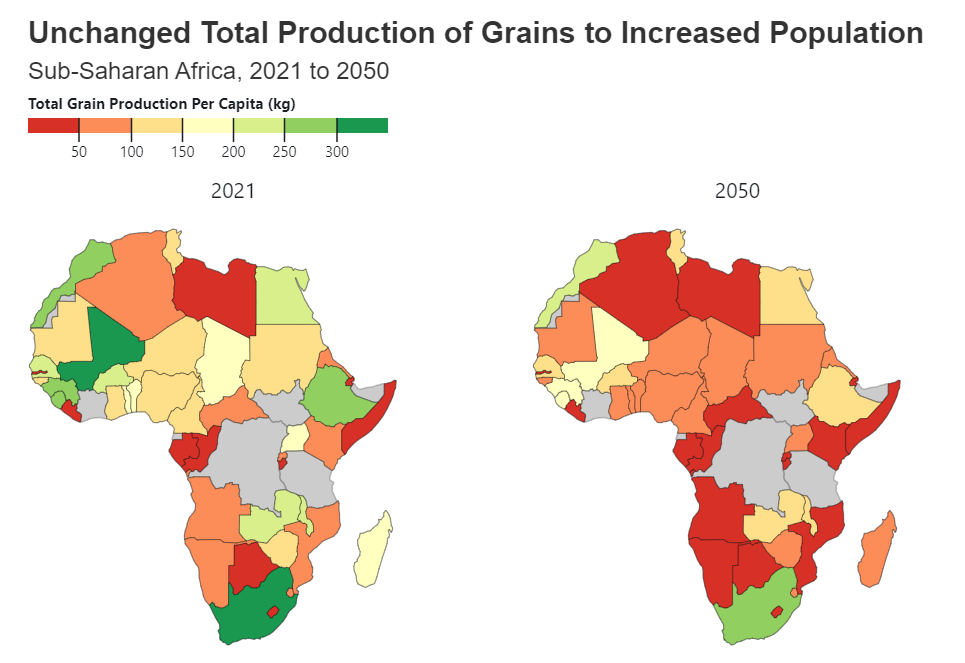 Unchanged Total Production of Grains to Increased Population
Sub-Saharan Africa, 2021 to 2050
Total Grain Production Per Capita (kg)
50 100 150 200 250 300
2021 2050